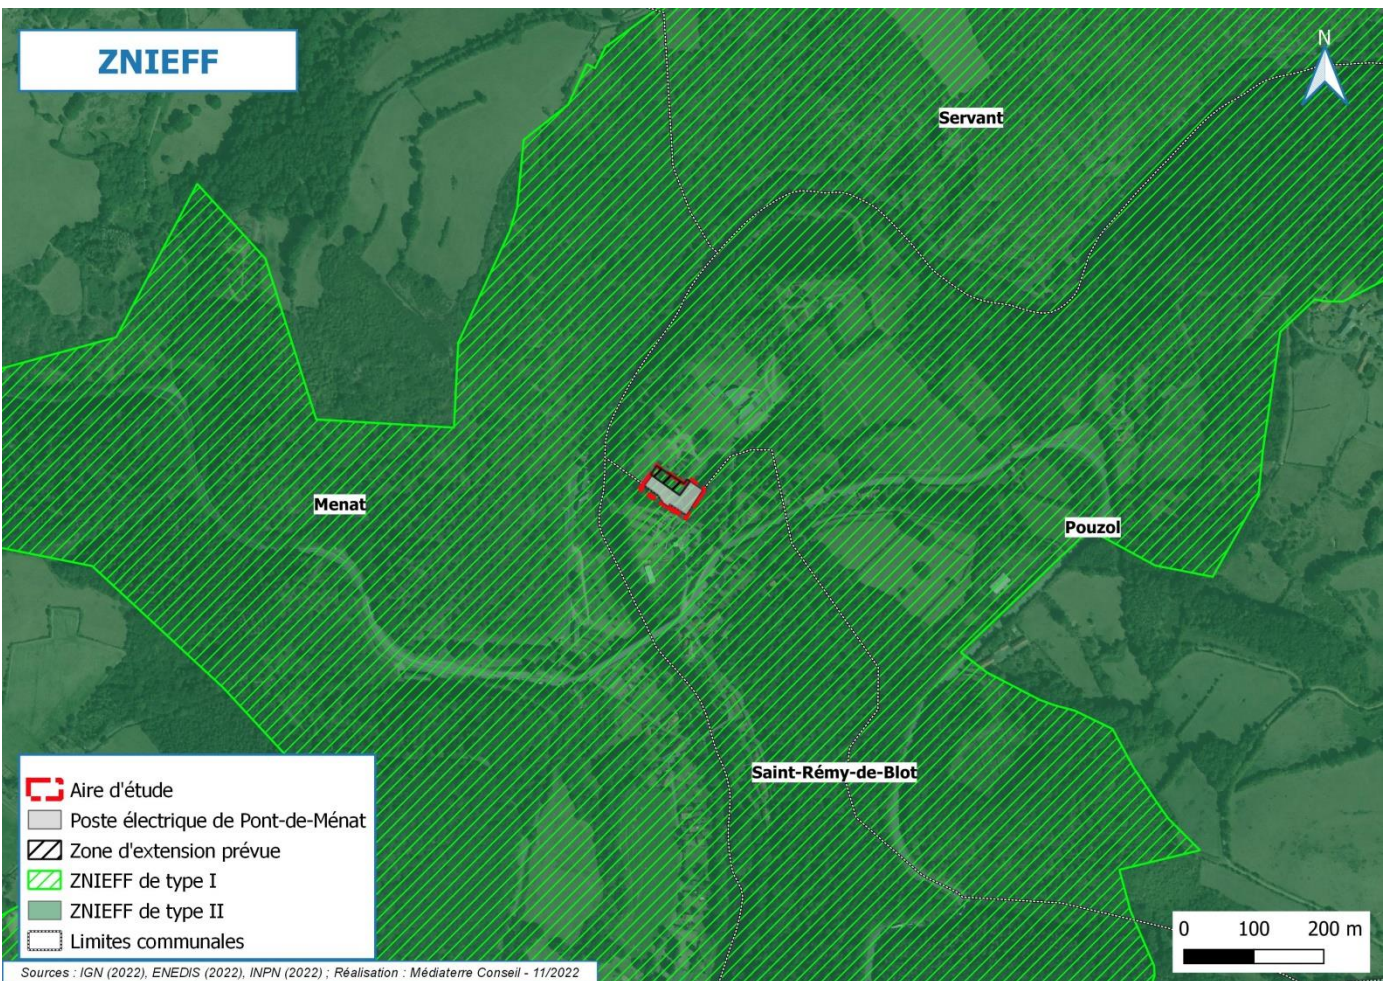 ZNIEFF
N
Servant
Menat
Pouzol
Saint-Rémy-de-Blot
Aire d'étude
Poste électrique de Pont-de-Ménat
Zone d'extension prévue
ZNIEFF de type I
ZNIEFF de type II
Limites communales
0 100 200 m
Sources : IGN (2022), ENEDIS (2022), INPN (2022) ; Réalisation : Médiaterre Conseil - 11/2022